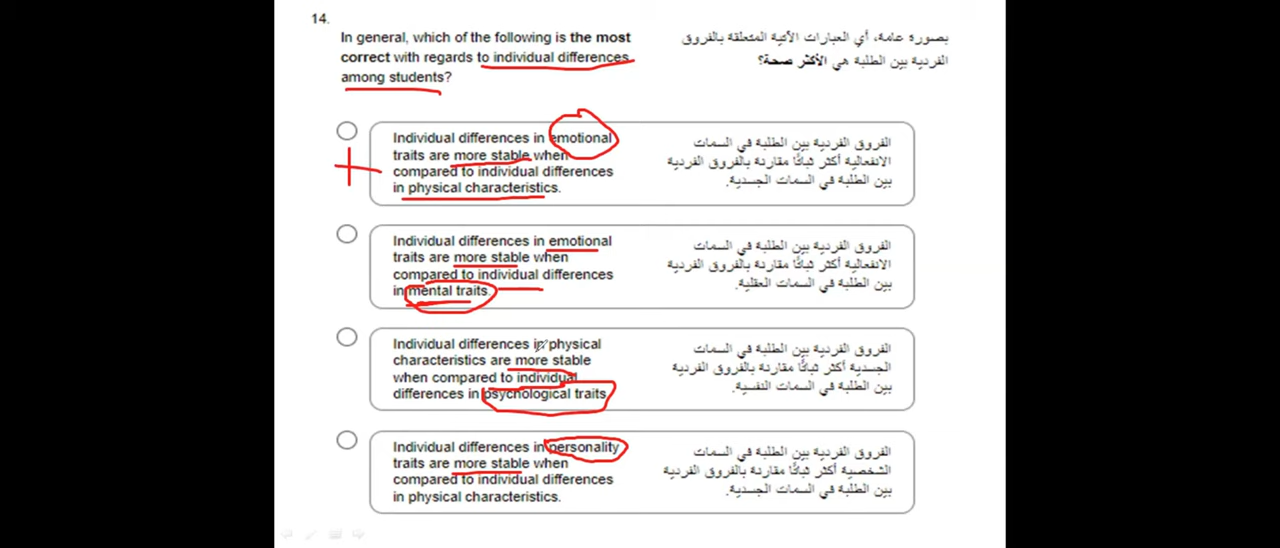 14.
In general, which of the following is the most
correct with regards to individual differences
among students?
بصورة عامة، أي العبارات الآتية المتعلقة بالفروق
الفردية بين الطلبة هي الأكثر صحة؟
Individual differences in emotional
traits are more stable when
compared to individual differences
in physical characteristics.
الفروق الفردية بين الطلبة في السمات
الانفعالية أكثر ثباتًا مقارنة بالفروق الفردية
بين الطلبة في السمات الجسدية.
Individual differences in emotional
traits are more stable when
compared to individual differences
in mental traits.
الفروق الفردية بين الطلبة في السمات
الانفعالية أكثر ثباتًا مقارنة بالفروق الفردية
بين الطلبة في السمات العقلية.
Individual differences in physical
characteristics are more stable
when compared to individual
differences in psychological traits.
الفروق الفردية بين الطلبة في السمات
الجسدية أكثر ثباتًا مقارنة بالفروق الفردية
بين الطلبة في السمات النفسية.
Individual differences in personality
traits are more stable when
compared to individual differences
in physical characteristics.
الفروق الفردية بين الطلبة في السمات
الشخصية أكثر ثباتًا مقارنة بالفروق الفردية
بين الطلبة في السمات الجسدية.